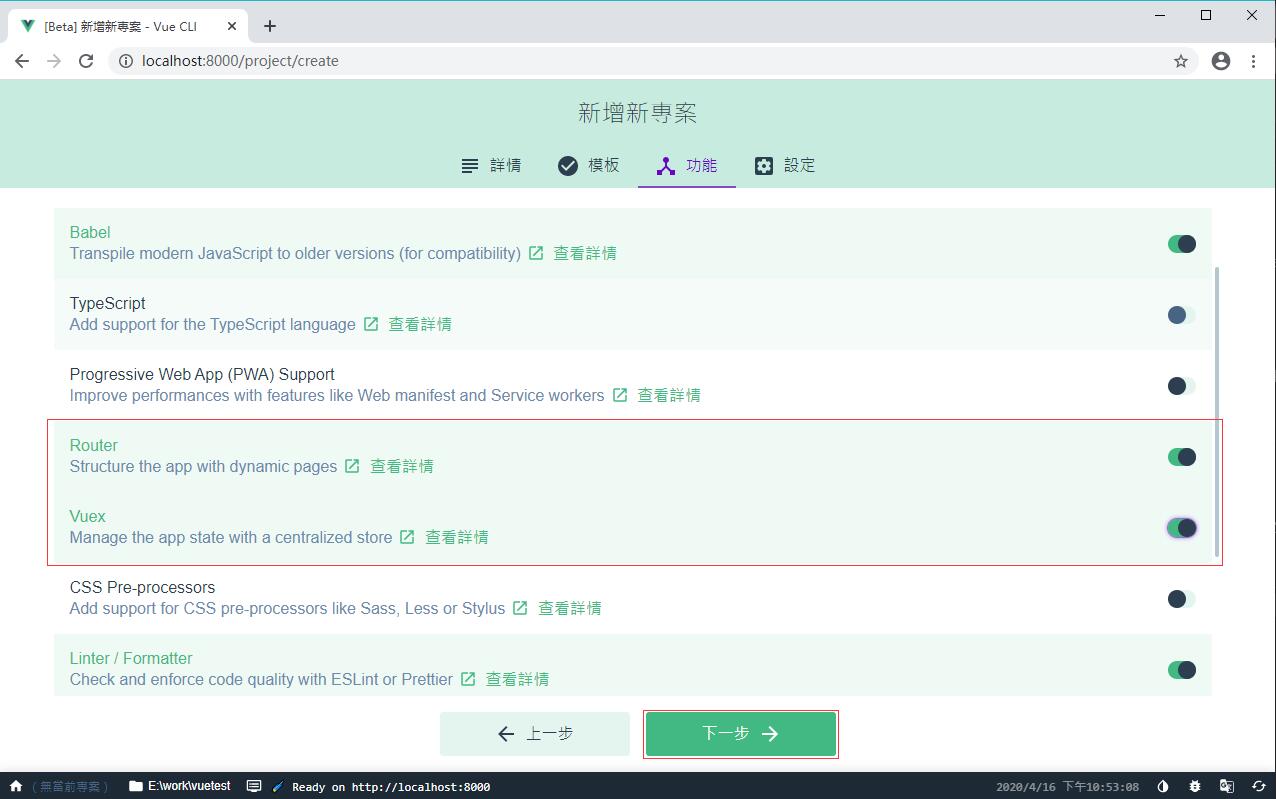 [Beta] 新增新專案 - Vue CLI
localhost:8000/project/create
新增新專案
詳情 模板 功能 設定
Babel
Transpile modern JavaScript to older versions (for compatibility) 查看詳情
TypeScript
Add support for the TypeScript language 查看詳情
Progressive Web App (PWA) Support
Improve performances with features like Web manifest and Service workers 查看詳情
Router
Structure the app with dynamic pages 查看詳情
Vuex
Manage the app state with a centralized store 查看詳情
CSS Pre-processors
Add support for CSS pre-processors like Sass, Less or Stylus 查看詳情
Linter / Formatter
Check and enforce code quality with ESLint or Prettier 查看詳情
上一步 下一步
( 無當前專案 ) E:\work\vuetest Ready on http://localhost:8000 2020/4/16 下午10:53:08